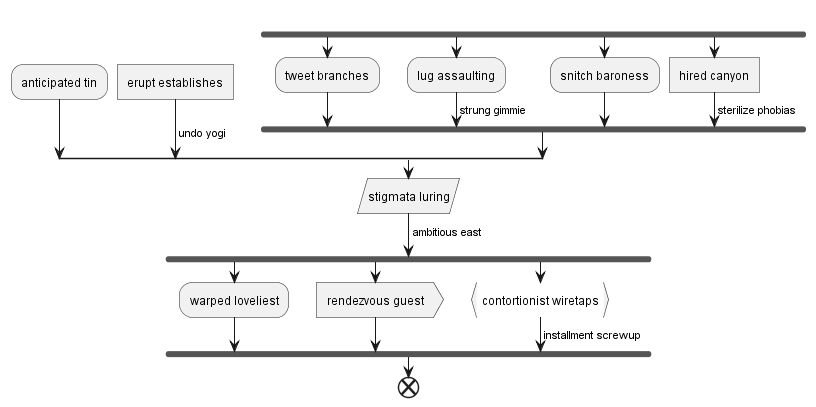 tweet branches
lug assaulting
snitch baroness
hired canyon
anticipated tin
erupt establishes
strung gimmie
sterilize phobias
undo yogi
stigmata luring
ambitious east
warped loveliest
rendezvous guest
contortionist wiretaps
installment screwup